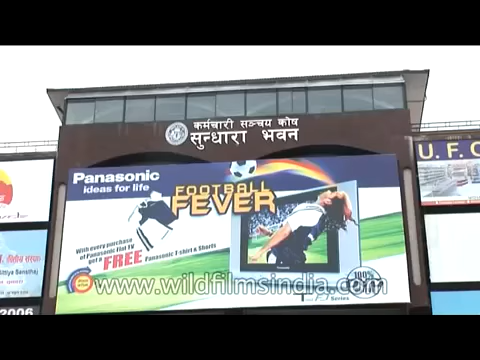 कर्मचारी सञ्चय कोष
सुन्धारा भवन
U.F.O
Panasonic
ideas for life
FOOTBALL
FEVER
With every purchase
of Panasonic Flat TV
get a FREE Panasonic T-shirt & Shorts
100%
Series
2006
www.wildfilmsindia.com